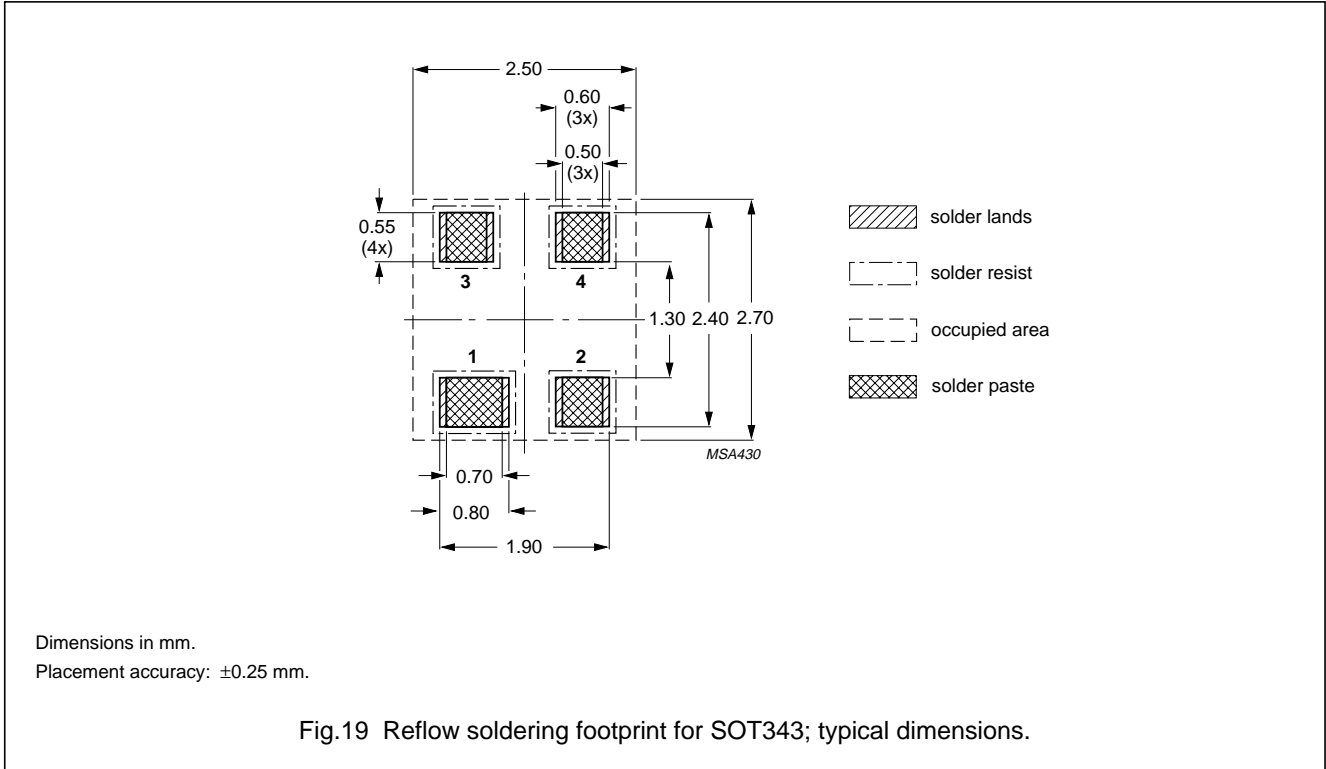 2.50
0.60
(3x)
0.50
(3x)
0.55
(4x)
3
4
1.30 2.40 2.70
1
2
MSA430
0.70
0.80
1.90
solder lands
solder resist
occupied area
solder paste
Dimensions in mm.
Placement accuracy: ±0.25 mm.
Fig.19 Reflow soldering footprint for SOT343; typical dimensions.